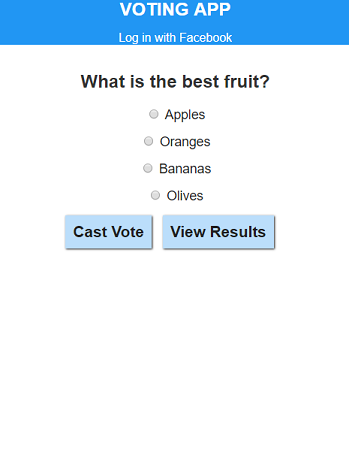 VOTING APP
Log in with Facebook
What is the best fruit?
Apples
Oranges
Bananas
Olives
Cast Vote View Results